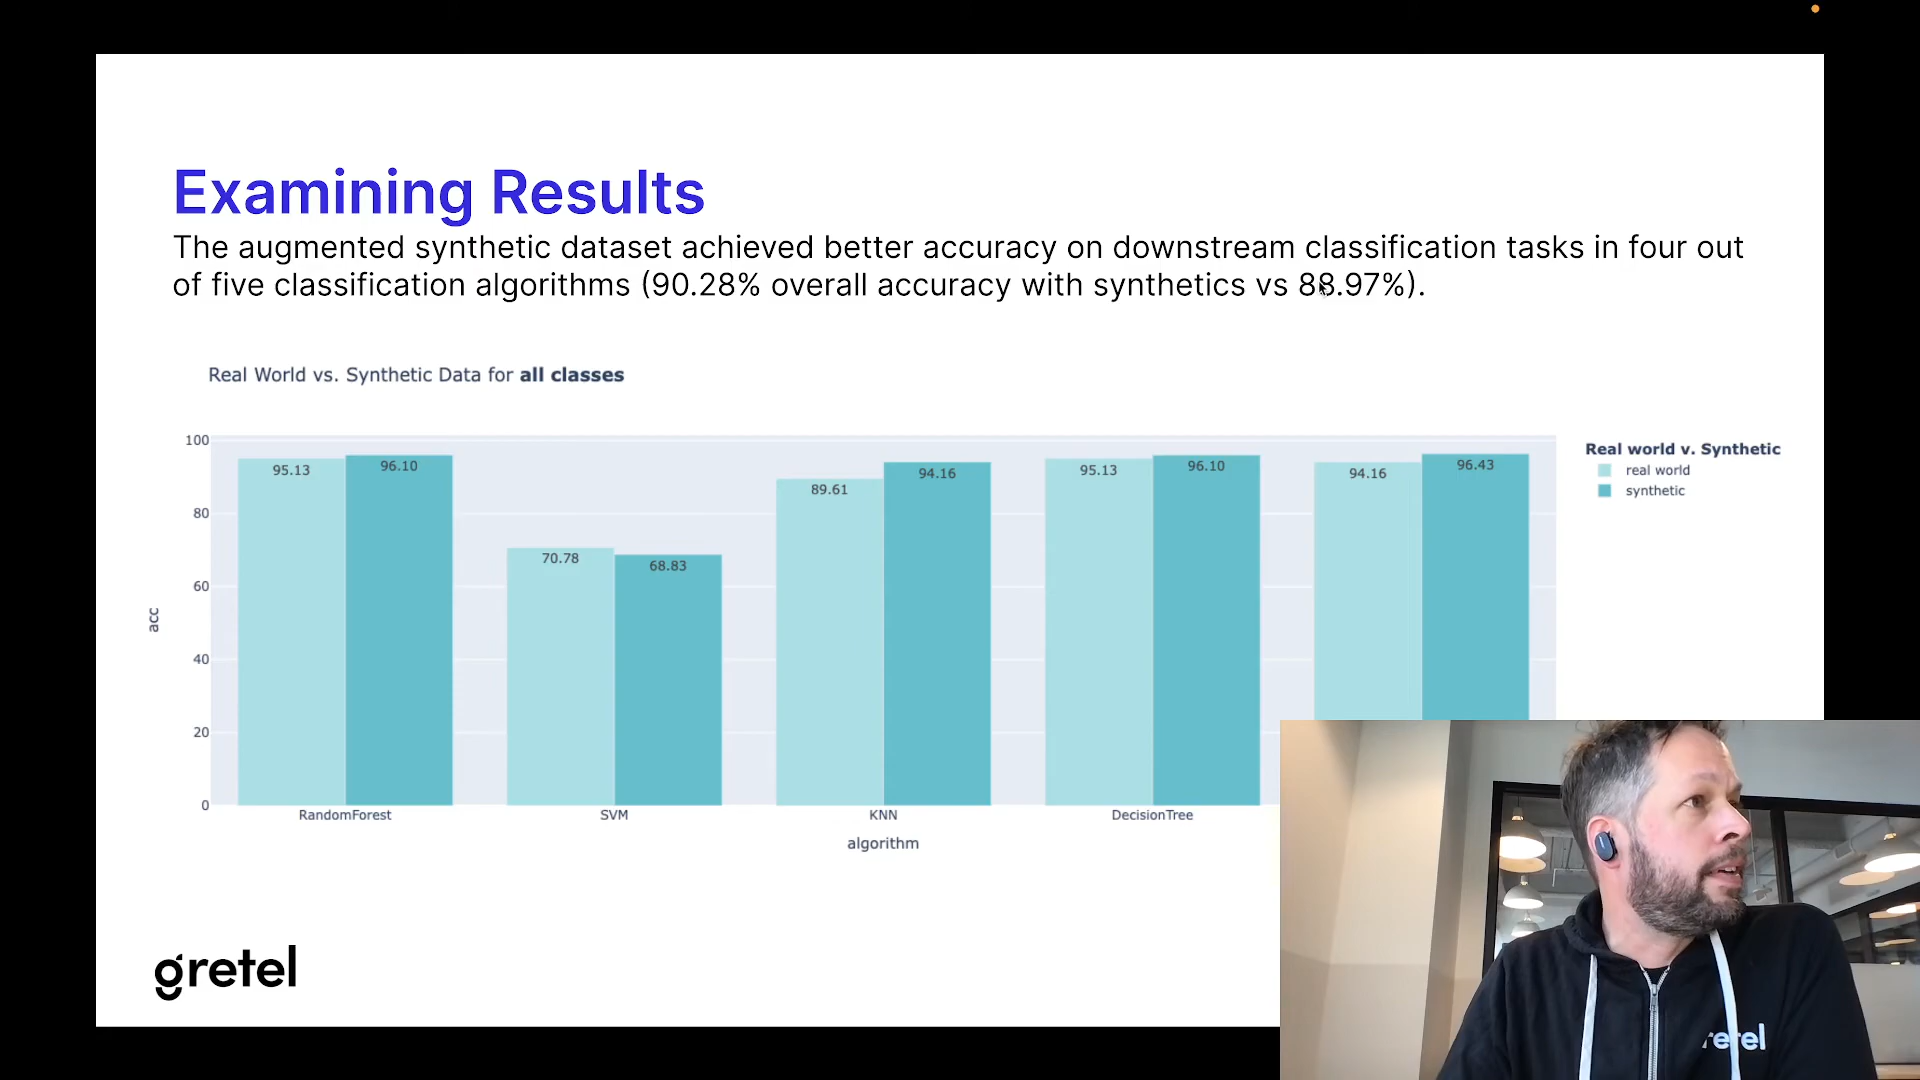 Examining Results
The augmented synthetic dataset achieved better accuracy on downstream classification tasks in four out
of five classification algorithms (90.28% overall accuracy with synthetics vs 88.97%).
Real World vs. Synthetic Data for all classes
Real world v. Synthetic
real world
synthetic
100
80
60
40
20
0
acc
95.13
96.10
70.78
68.83
89.61
94.16
95.13
96.10
94.16
96.43
RandomForest
SVM
KNN
DecisionTree
algorithm
gretel
retel